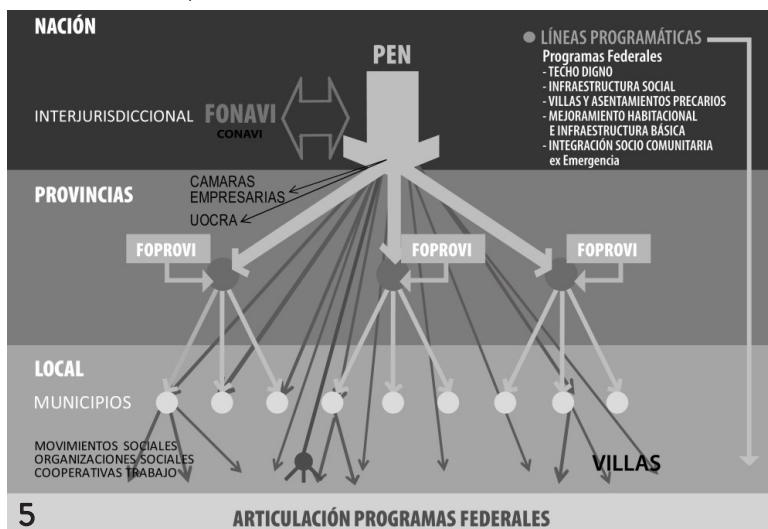 NACIÓN
PEN
LÍNEAS PROGRAMÁTICAS
Programas Federales
- TECHO DIGNO
- INFRAESTRUCTURA SOCIAL
- VILLAS Y ASENTAMIENTOS PRECARIOS
- MEJORAMIENTO HABITACIONAL
E INFRAESTRUCTURA BÁSICA
- INTEGRACIÓN SOCIO COMUNITARIA
ex Emergencia
INTERJURISDICCIONAL FONAVI
CONAVI
PROVINCIAS
CAMARAS
EMPRESARIAS
UOCRA
FOPROVI FOPROVI FOPROVI
LOCAL
MUNICIPIOS
MOVIMIENTOS SOCIALES
ORGANIZACIONES SOCIALES
COOPERATIVAS TRABAJO
VILLAS
5 ARTICULACIÓN PROGRAMAS FEDERALES